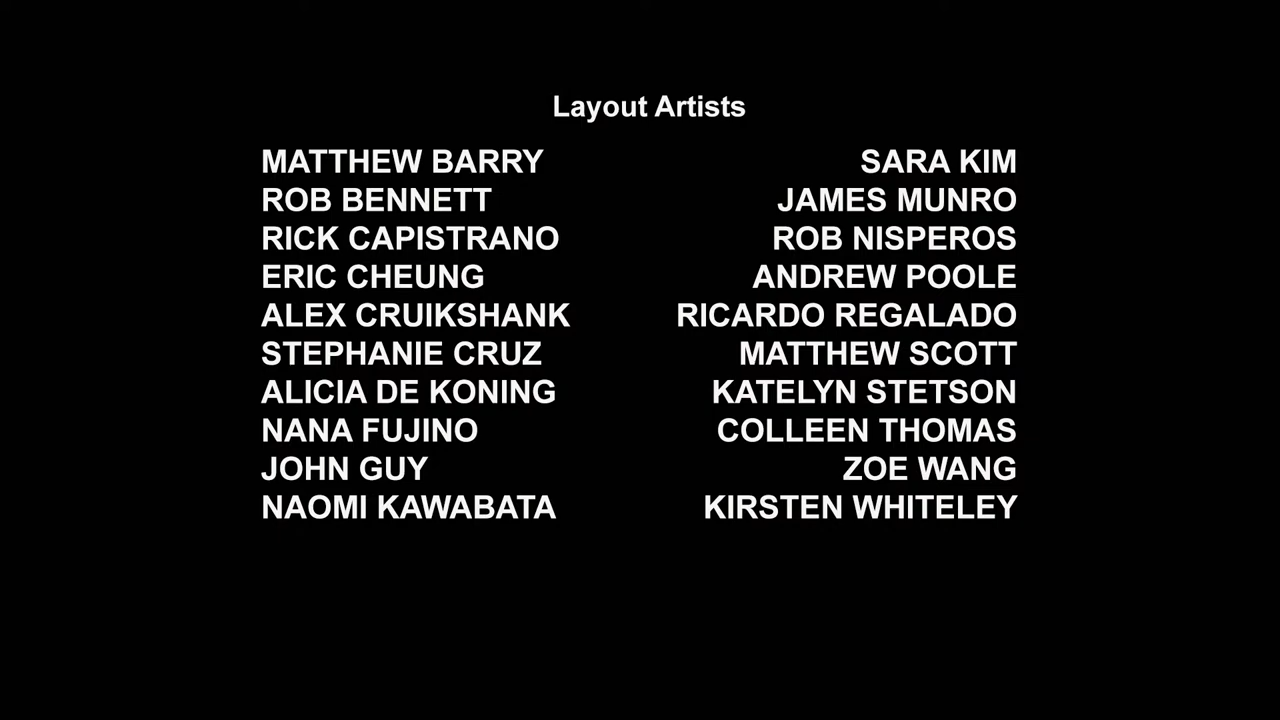 Layout Artists
MATTHEW BARRY SARA KIM
ROB BENNETT JAMES MUNRO
RICK CAPISTRANO ROB NISPEROS
ERIC CHEUNG ANDREW POOLE
ALEX CRUIKSHANK RICARDO REGALADO
STEPHANIE CRUZ MATTHEW SCOTT
ALICIA DE KONING KATELYN STETSON
NANA FUJINO COLLEEN THOMAS
JOHN GUY ZOE WANG
NAOMI KAWABATA KIRSTEN WHITELEY